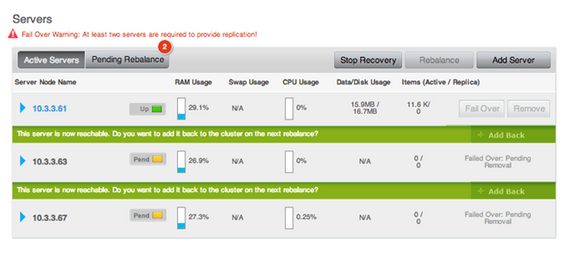 Servers
Fail Over Warning: At least two servers are required to provide replication!
Active Servers Pending Rebalance 2 Stop Recovery Rebalance Add Server
Server Node Name RAM Usage Swap Usage CPU Usage Data/Disk Usage Items (Active / Replica)
10.3.3.61 Up 29.1% N/A 0% 15.9MB / 11.6 K/ Fail Over Remove
16.7MB 0
This server is now reachable. Do you want to add it back to the cluster on the next rebalance? + Add Back
10.3.3.63 Pend 26.9% N/A 0% N/A 0 / Failed Over: Pending
0 Removal
This server is now reachable. Do you want to add it back to the cluster on the next rebalance? + Add Back
10.3.3.67 Pend 27.3% N/A 0.25% N/A 0 / Failed Over: Pending
0 Removal